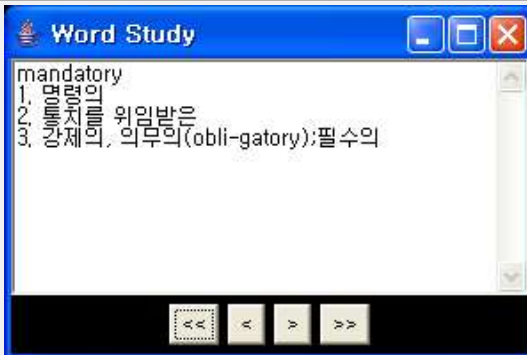 Word Study
mandatory
1. 명령의
2. 통치를 위임받은
3. 강제의, 의무의(obli-gatory);필수의
<< < > >>